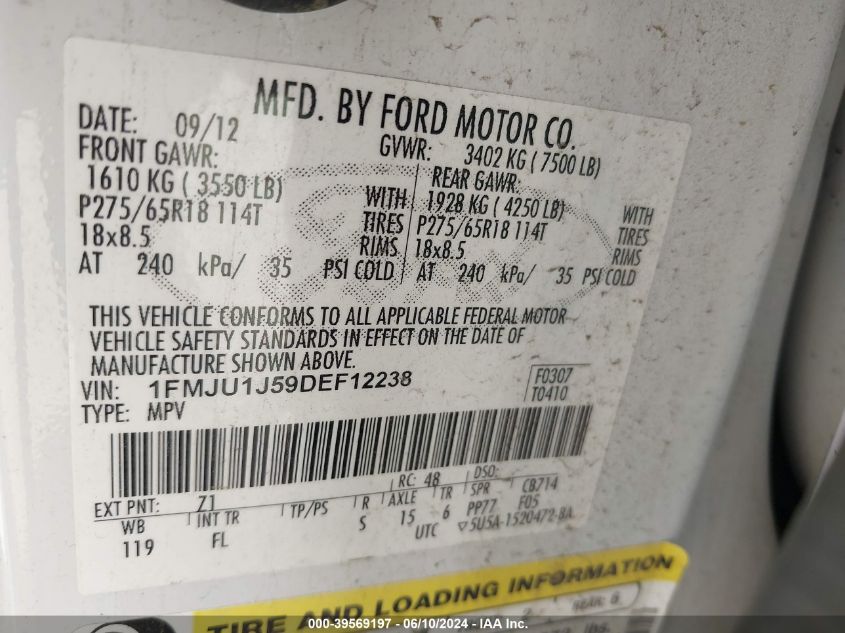 MFD. BY FORD MOTOR CO.
DATE: 09/12 GVWR: 3402 KG ( 7500 LB)
FRONT GAWR: REAR GAWR:
1610 KG ( 3550 LB) WITH 1928 KG ( 4250 LB) WITH
P275/65R18 114T TIRES P275/65R18 114T TIRES
18x8.5 RIMS 18x8.5 RIMS
AT 240 kPa/ 35 PSI COLD AT 240 kPa/ 35 PSI COLD
THIS VEHICLE CONFORMS TO ALL APPLICABLE FEDERAL MOTOR
VEHICLE SAFETY STANDARDS IN EFFECT ON THE DATE OF
MANUFACTURE SHOWN ABOVE.
VIN: 1FMJU1J59DEF12238 F0307
TYPE: MPV T0410
EXT PNT: Z1 RC: 48 DSO:
WB INT TR TP/PS R AXLE TR SPR CB714
119 FL S 15 6 PP77 F05
UTC ▽5U5A-1520472-BA
TIRE AND LOADING INFORMATION
REAR: 6
lbs.
000-39569197 - 06/10/2024 - IAA Inc.